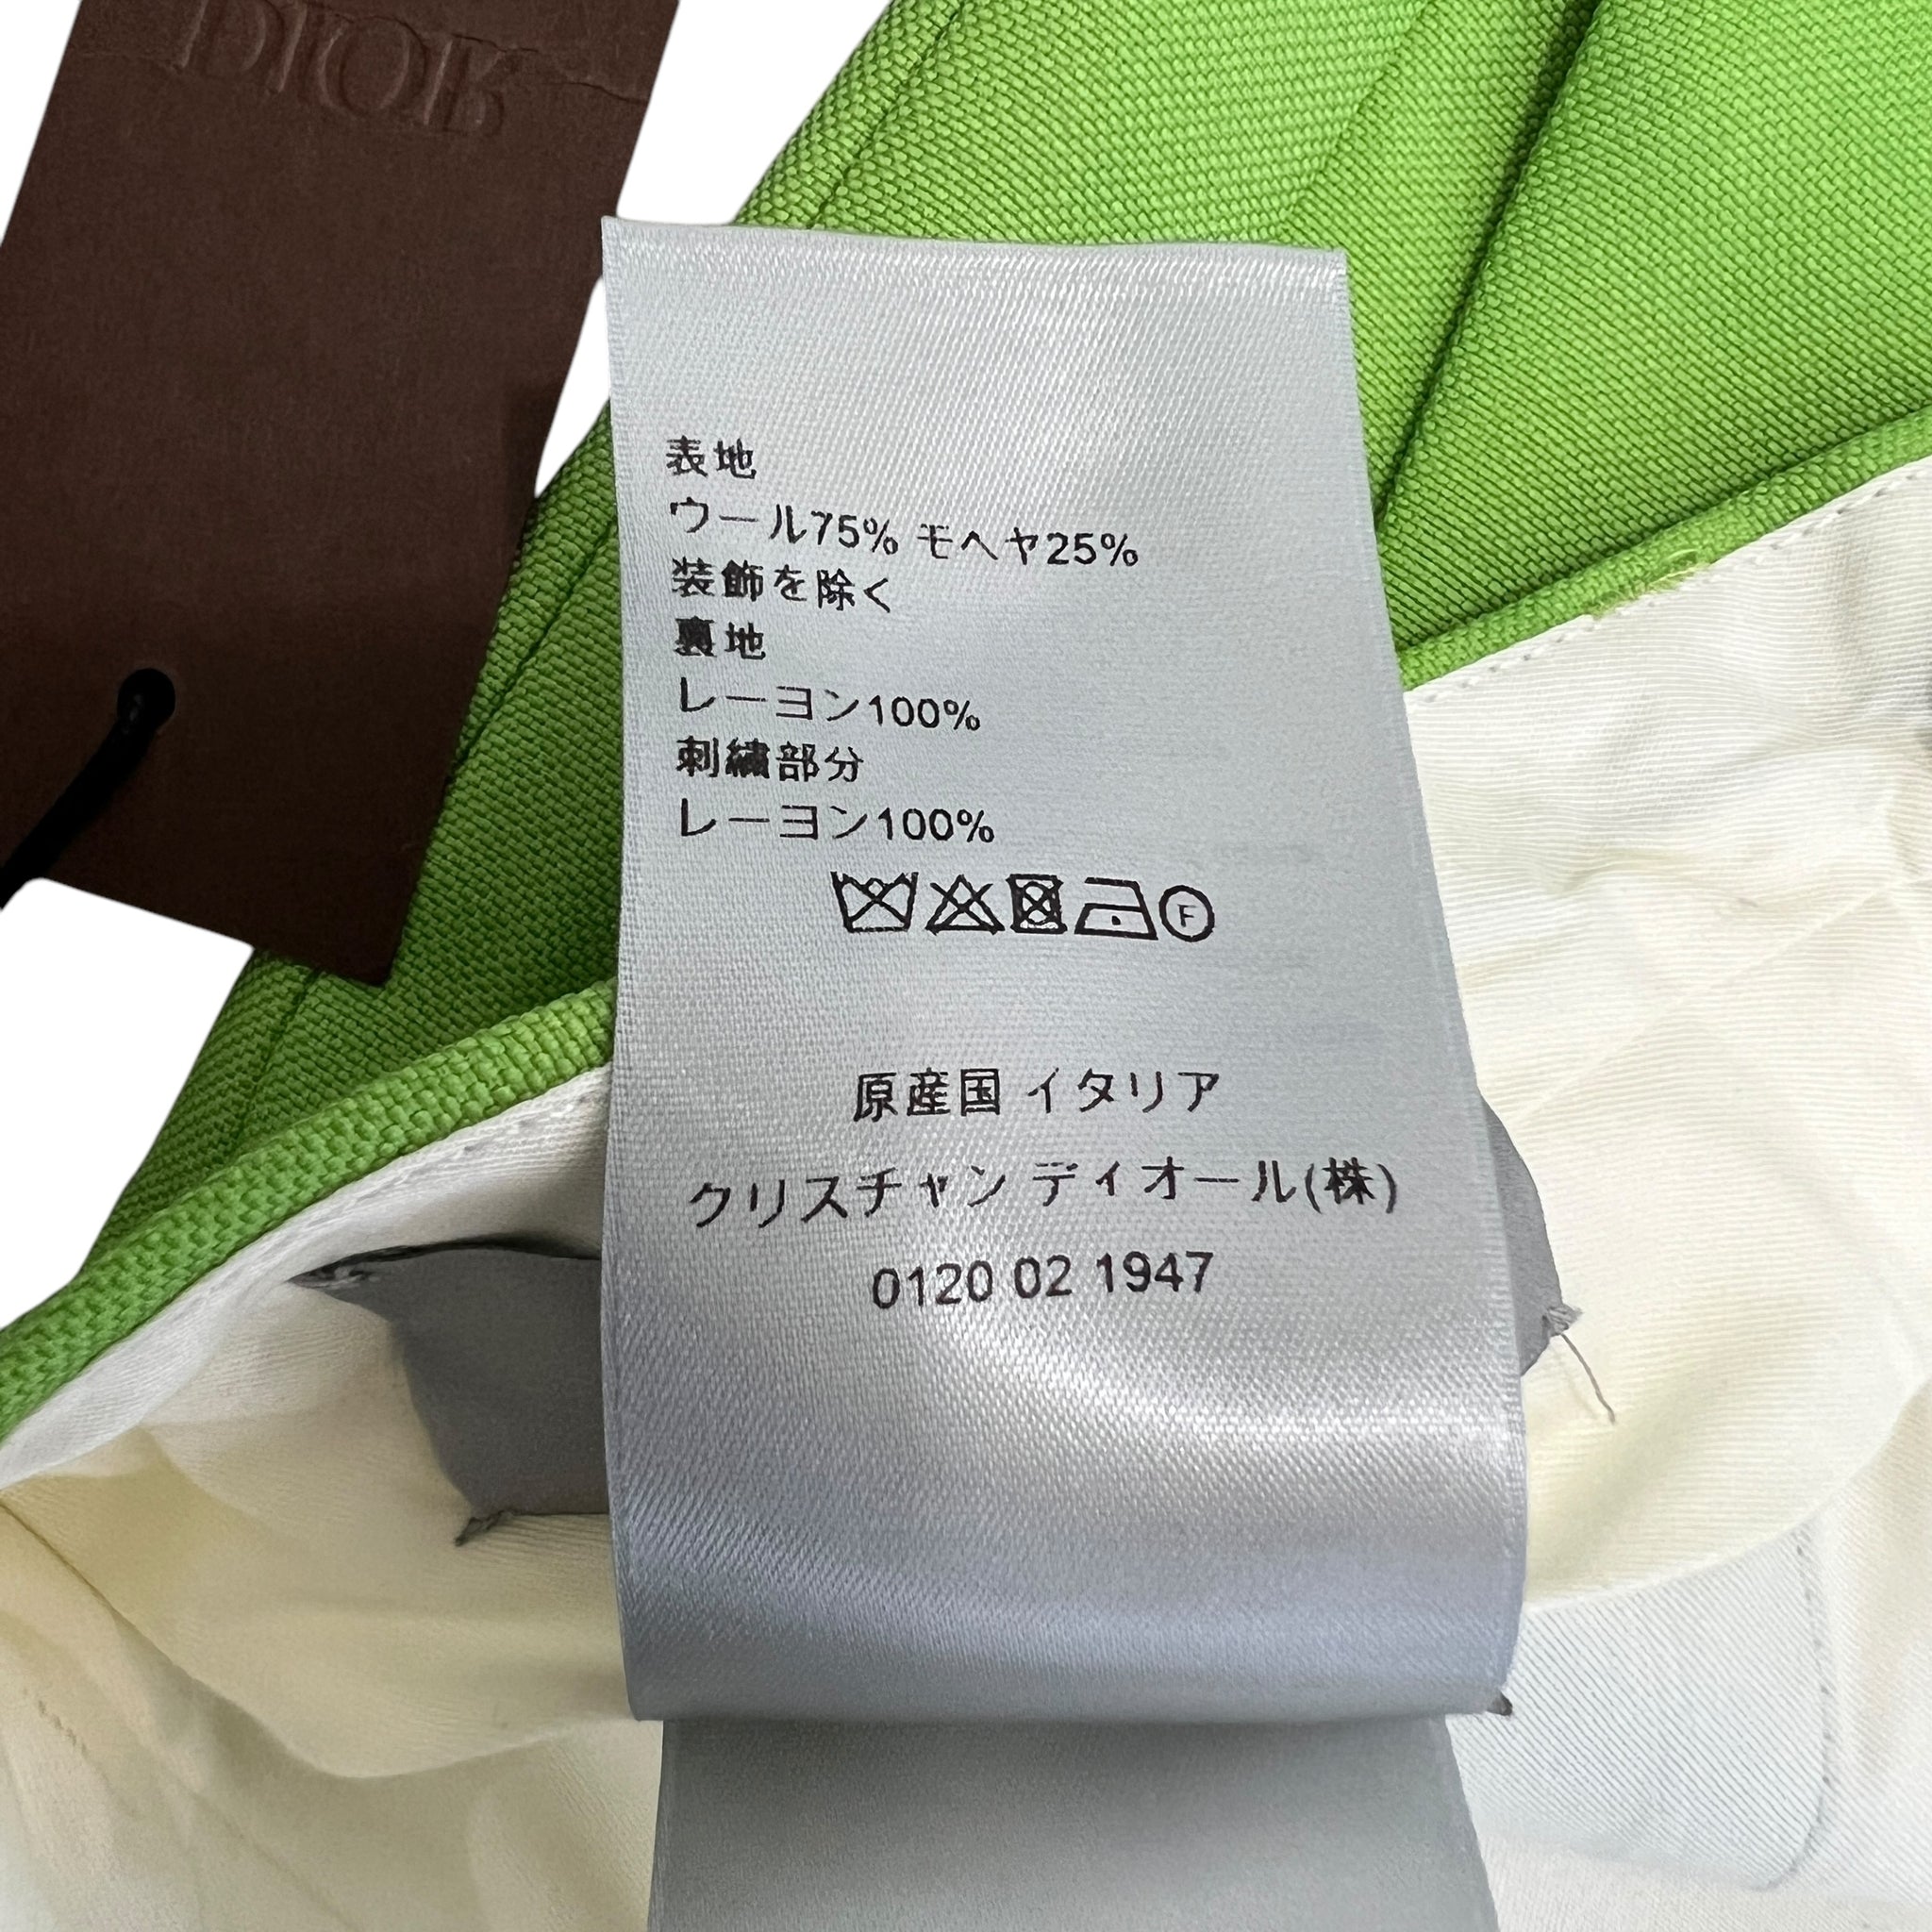 DIOR
表地
ウール75% モヘヤ25%
装飾を除く
裏地
レーヨン100%
刺繍部分
レーヨン100%
F
原産国 イタリア
クリスチャン ディオール(株)
0120 02 1947